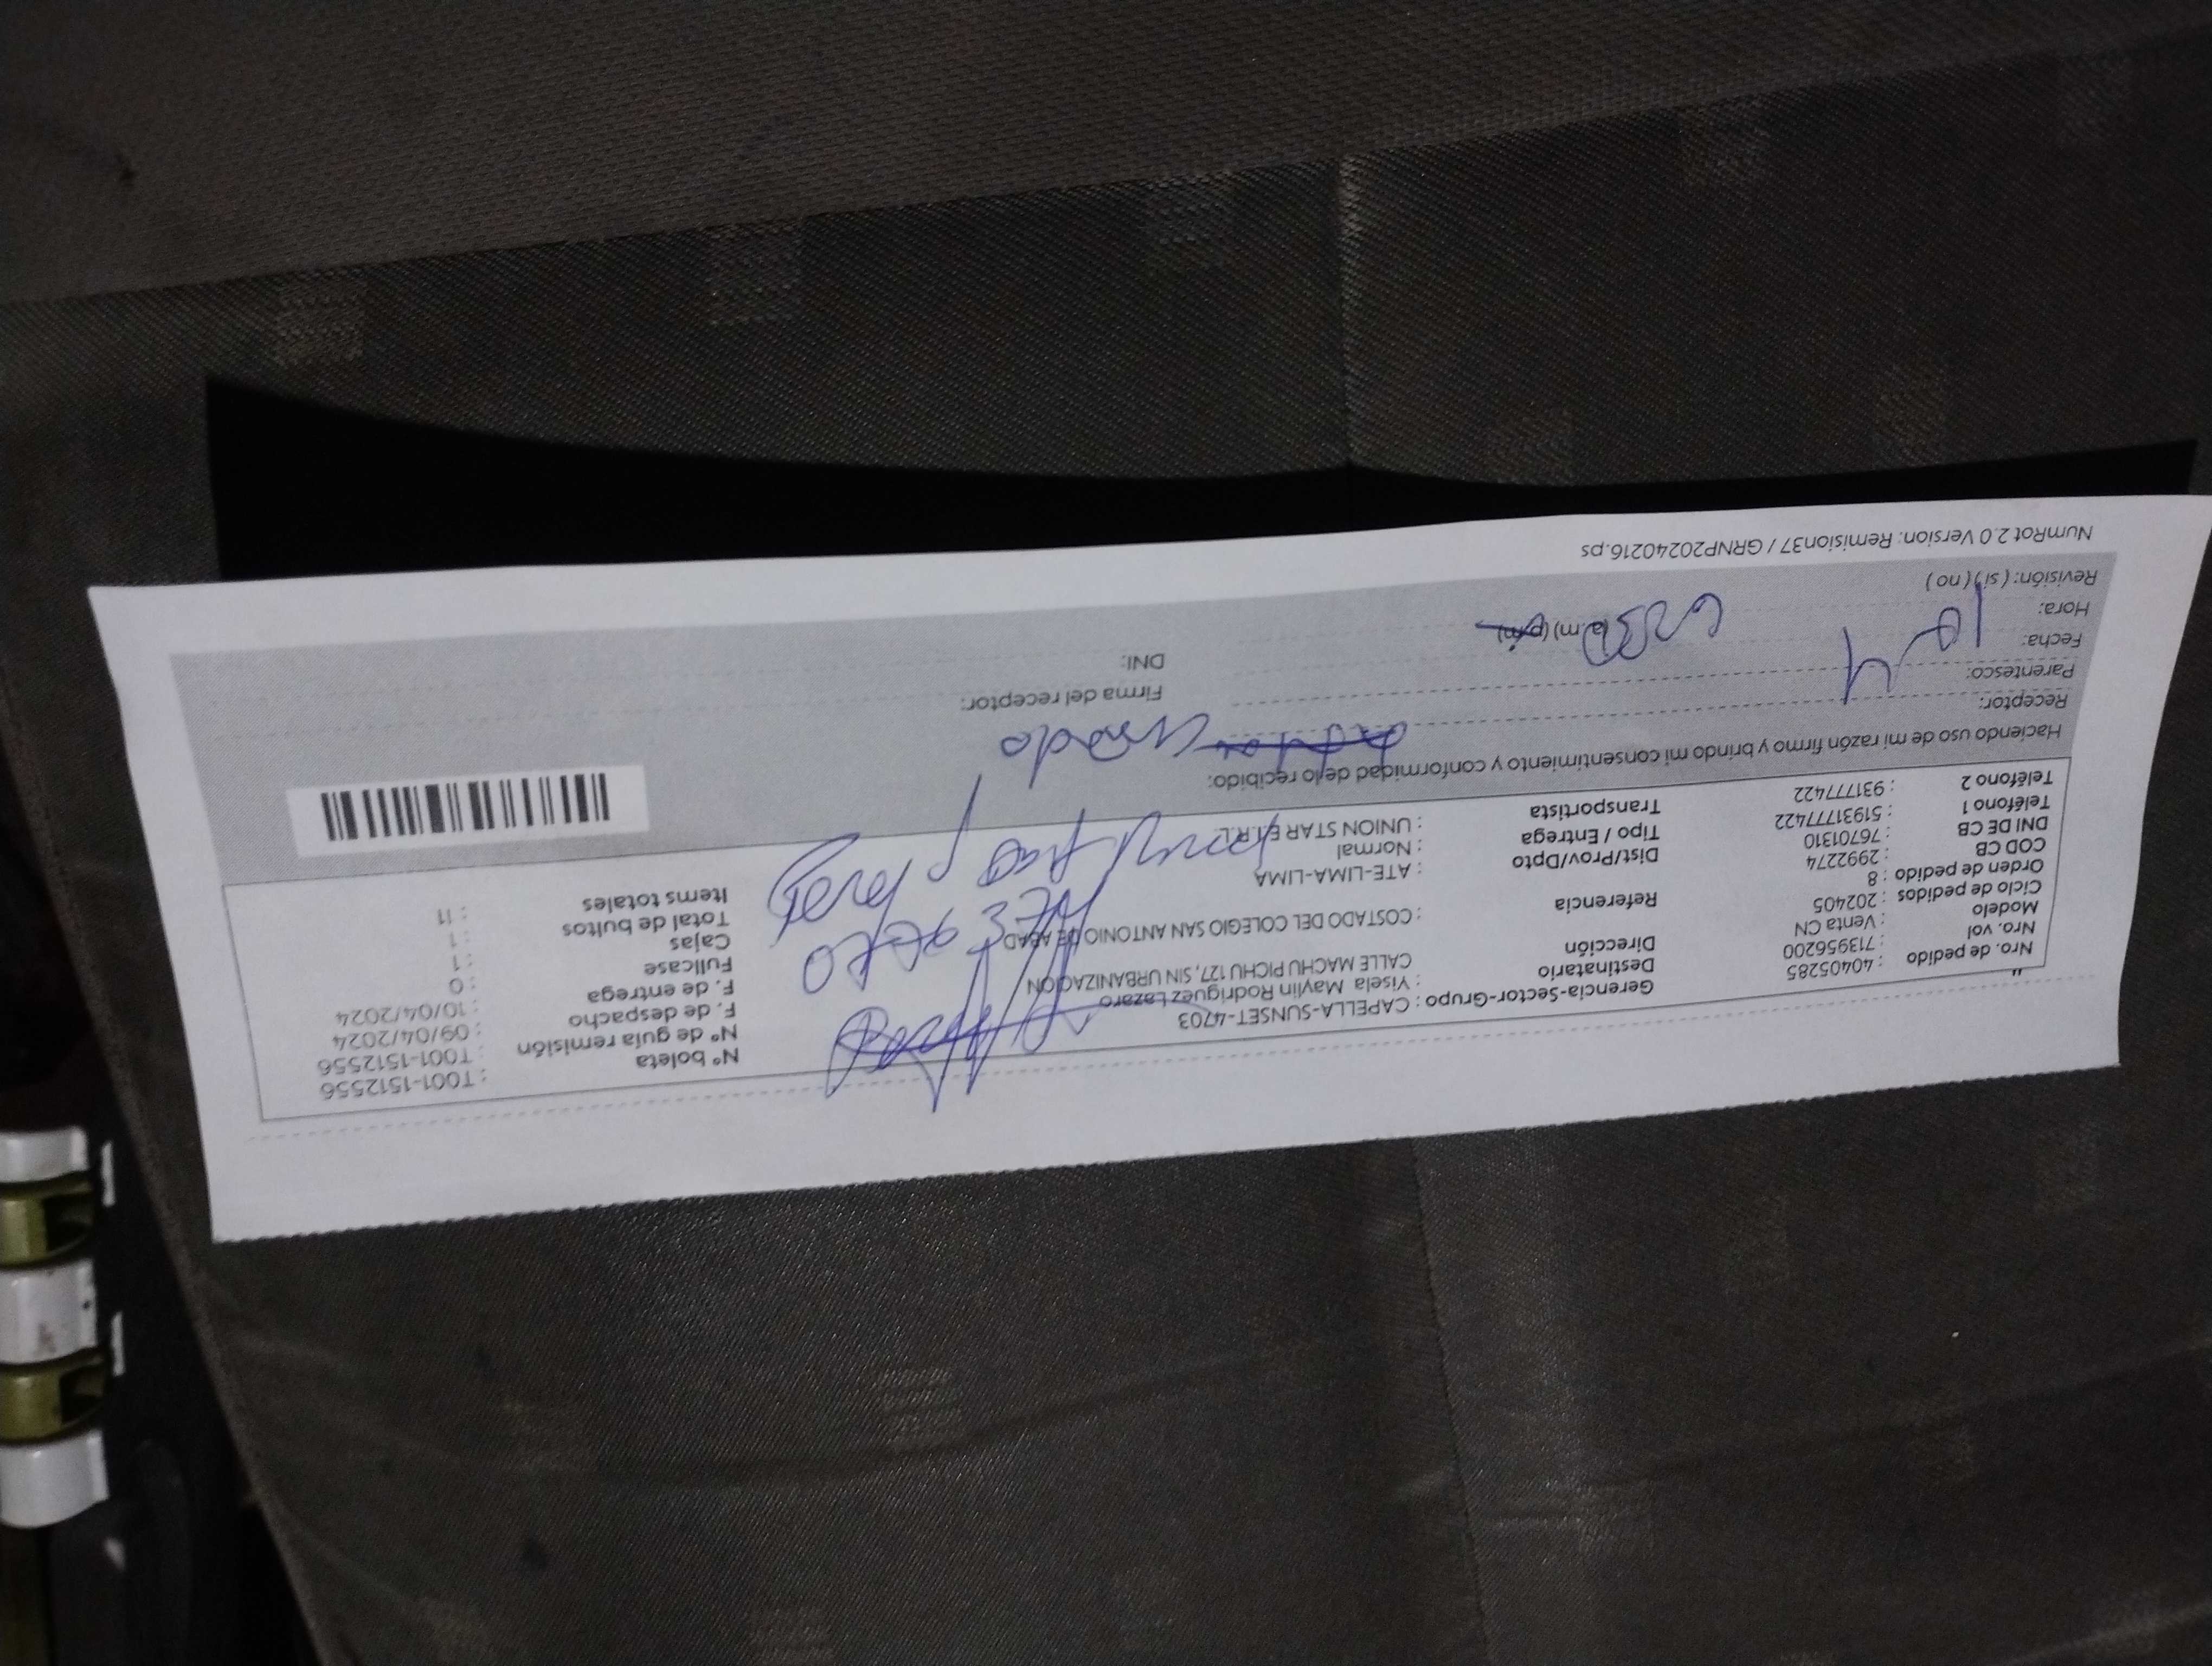 Nro. de pedido : 40405285
Nro. vol : 713956200
Modelo : Venta CN
Ciclo de pedidos : 202405
Orden de pedido : 8
COD CB : 2992274
DNI DE CB : 76701310
Teléfono 1 : 51931777422
Teléfono 2 : 931777422
Gerencia-Sector-Grupo : CAPELLA-SUNSET-4703
Destinatario : Visela Maylin Rodriguez Lazaro
Dirección CALLE MACHU PICHU 127, SIN URBANIZACION
Referencia : COSTADO DEL COLEGIO SAN ANTONIO DE ABAD
Dist/Prov/Dpto : ATE-LIMA-LIMA
Tipo / Entrega : Normal
Transportista : UNION STAR E.I.R.L
N° boleta : T001-1512556
N° de guía remisión : T001-1512556
F. de despacho : 09/04/2024
F. de entrega : 10/04/2024
Fullcase : 0
Cajas : 1
Total de bultos : 1
Items totales : 11
Haciendo uso de mi razón firmo y brindo mi consentimiento y conformidad de lo recibido:
Receptor:
Parentesco:
Firma del receptor:
Fecha: 10 4
DNI:
Hora: (a.m) (p.m)
Revisión: ( si ) ( no )
NumRot 2.0 Version: Remision37 / GRNP20240216.ps